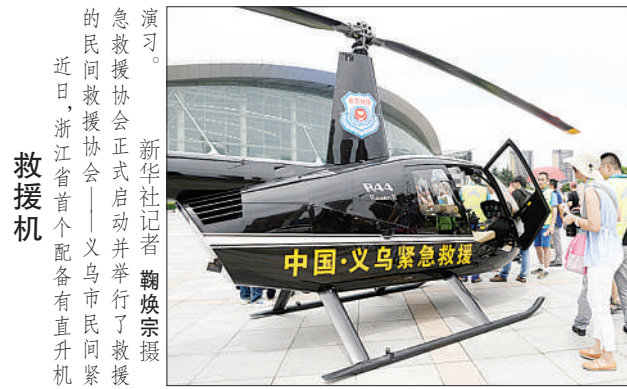 救援机
近日，浙江省首个配备有直升机
的民间救援协会——义乌市民间紧
急救援协会正式启动并举行了救援
演习。
新华社记者 鞠焕宗摄
R44
Raven II
中国·义乌紧急救援